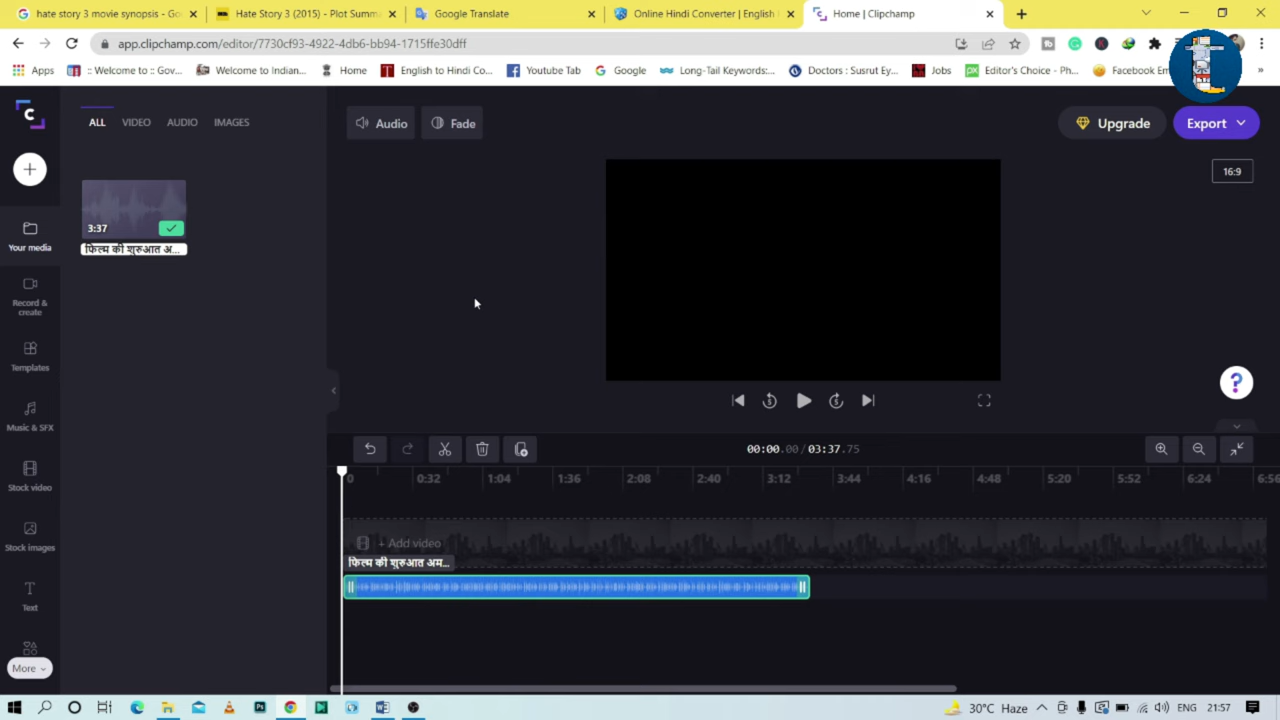 hate story 3 movie synopsis - Go
Hate Story 3 (2015) - Plot Summa
Google Translate
Online Hindi Converter | English
Home | Clipchamp
app.clipchamp.com/editor/7730cf93-4922-4db6-bb94-1715ffe30dff
Apps
:: Welcome to :: Gov...
Welcome to Indian...
Home
English to Hindi Co...
YouTube Tab
Google
Long-Tail Keywords:...
Doctors : Susrut Ey...
Jobs
Editor's Choice - Ph...
Facebook Em
»
ALL
VIDEO
AUDIO
IMAGES
Audio
Fade
Upgrade
Export
16:9
3:37
फिल्म की शुरुआत अ...
Your media
Record &
create
Templates
Music & SFX
Stock video
Stock images
Text
More
5
5
?
00:00.00/03:37.75
0
0:32
1:04
1:36
2:08
2:40
3:12
3:44
4:16
4:48
5:20
5:52
6:24
6:56
+ Add video
फिल्म की शुरुआत अम...
30°C Haze
ENG
21:57